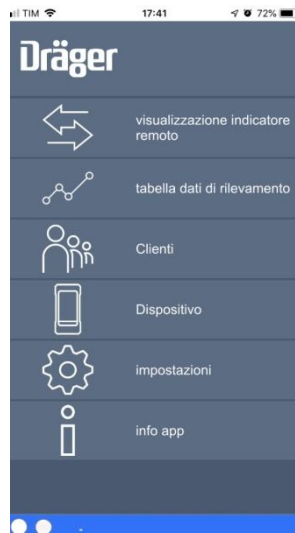 TIM 17:41 72%
Dräger
visualizzazione indicatore
remoto
tabella dati di rilevamento
Clienti
Dispositivo
impostazioni
info app